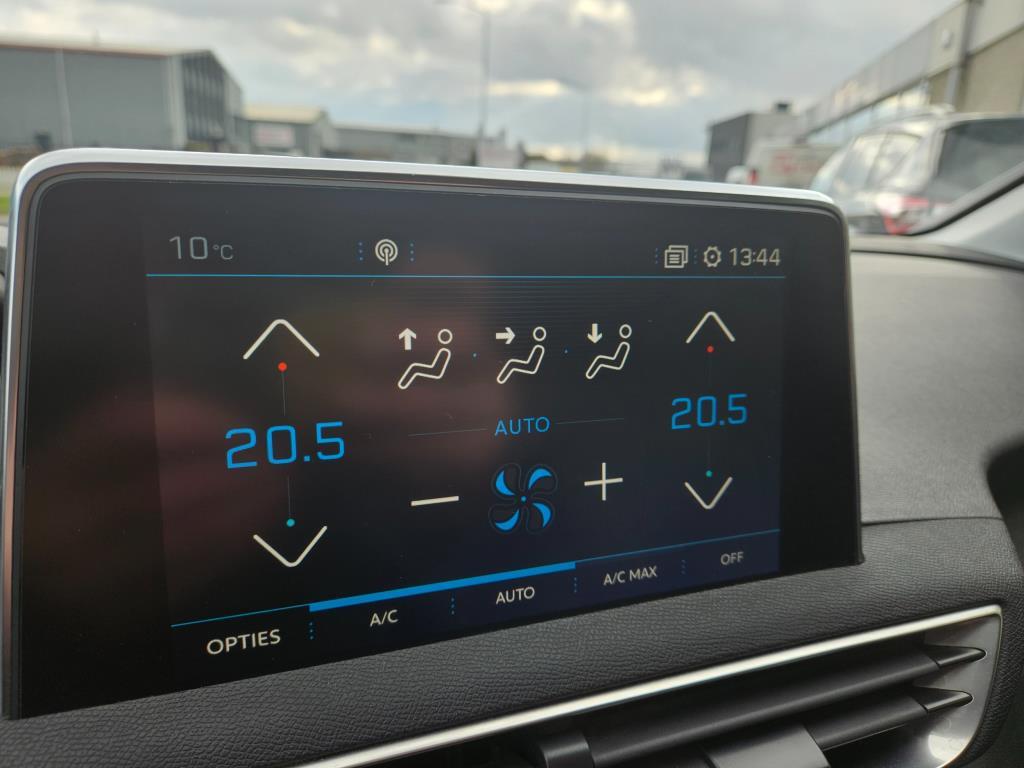 10°C
13:44
20.5
20.5
AUTO
OPTIES
A/C
AUTO
A/C MAX
OFF